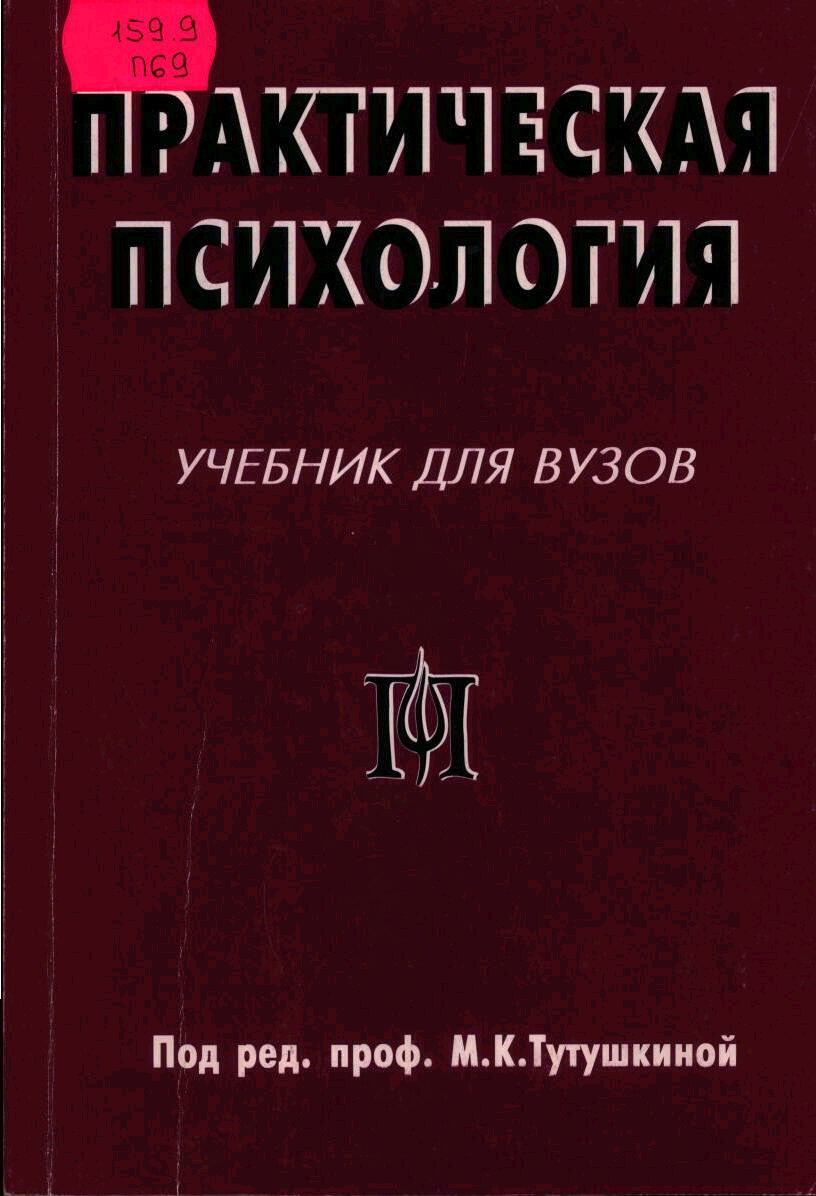 159.9
П69
ПРАКТИЧЕСКАЯ
ПСИХОЛОГИЯ
УЧЕБНИК ДЛЯ ВУЗОВ
Под ред. проф. М.К.Тутушкиной